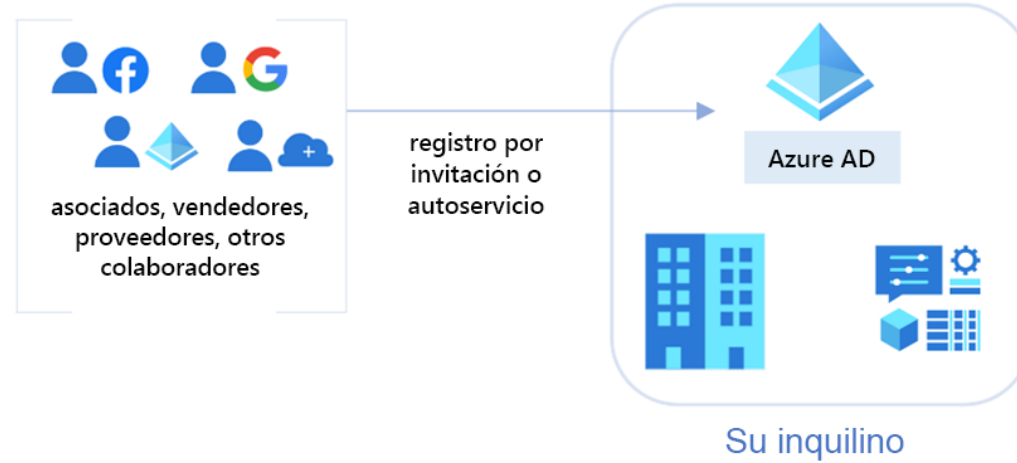 asociados, vendedores,
proveedores, otros
colaboradores
registro por
invitación o
autoservicio
Azure AD
Su inquilino